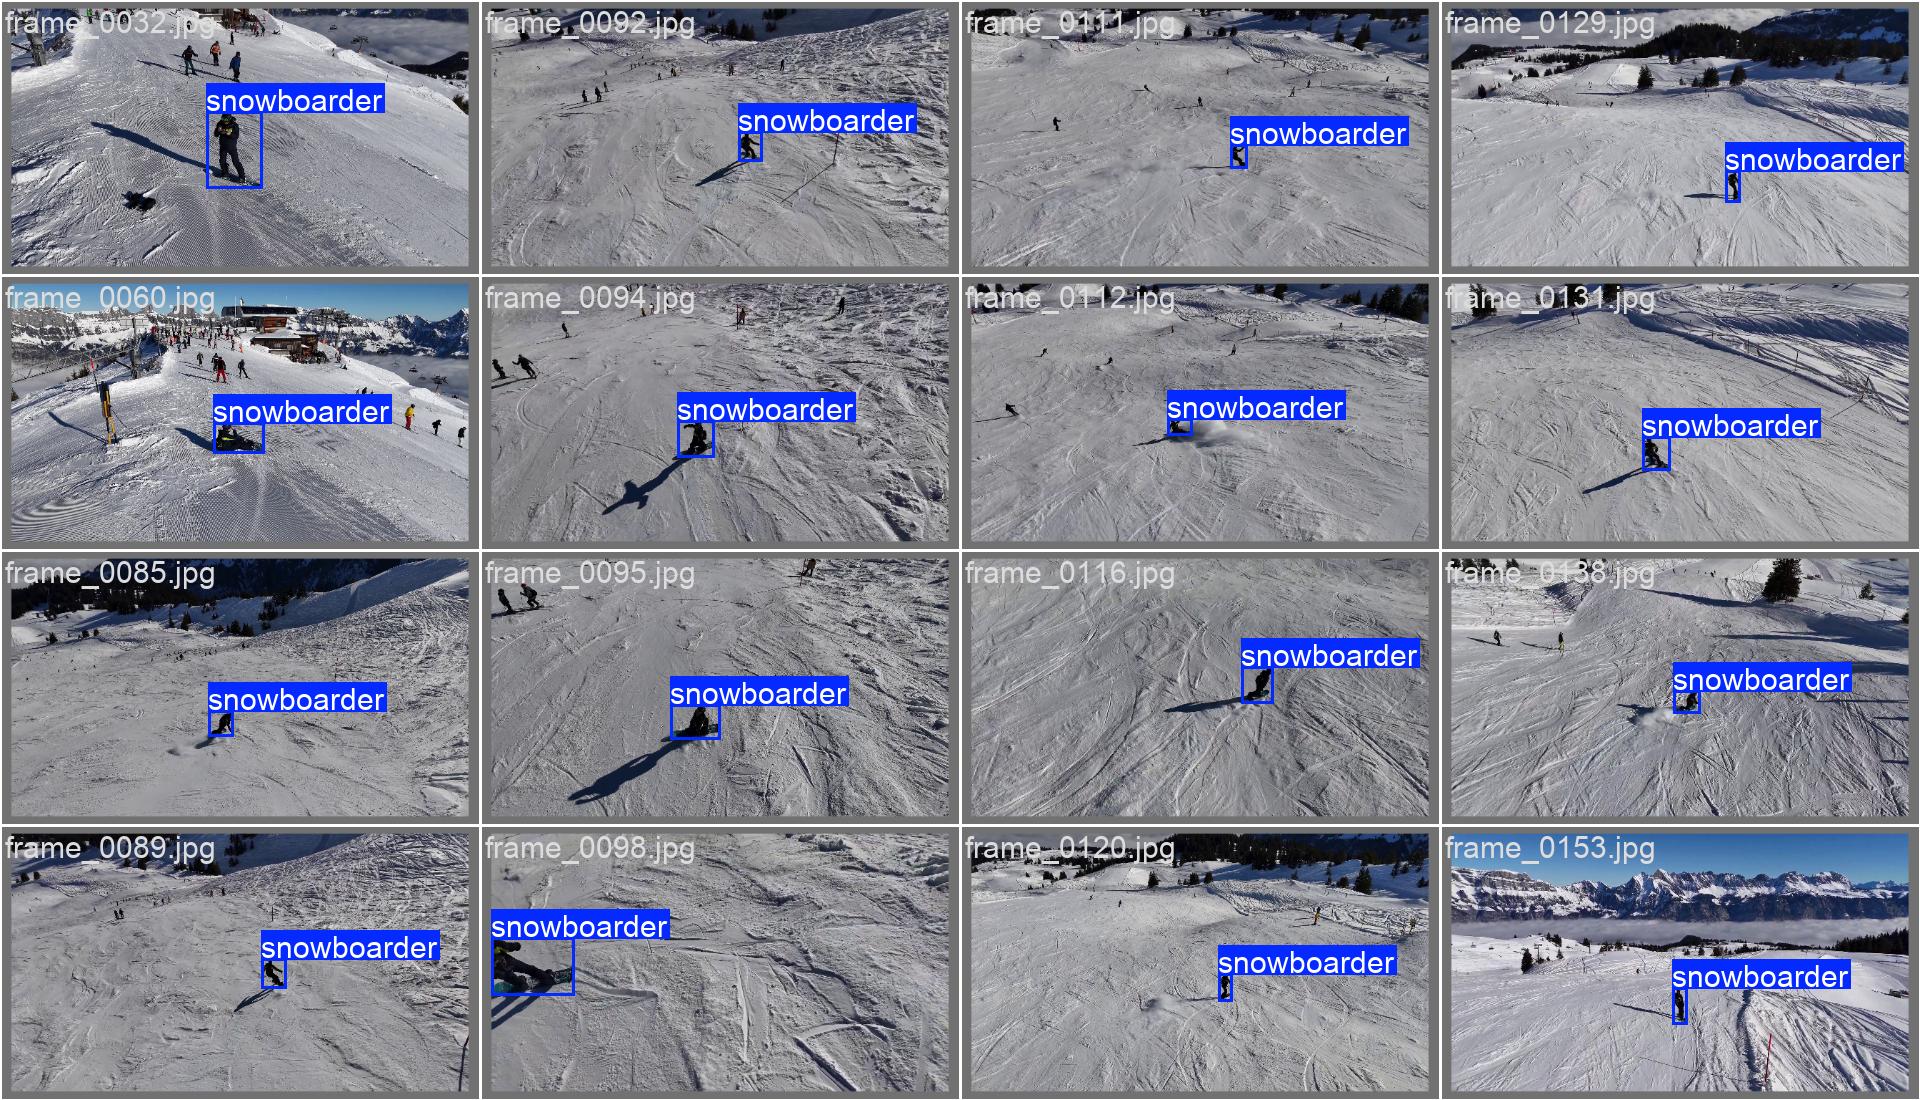 frame_0032.jpg
snowboarder
frame_0092.jpg
snowboarder
frame_0111.jpg
snowboarder
frame_0129.jpg
snowboarder
frame_0060.jpg
snowboarder
frame_0094.jpg
snowboarder
frame_0112.jpg
snowboarder
frame_0131.jpg
snowboarder
frame_0085.jpg
snowboarder
frame_0095.jpg
snowboarder
frame_0116.jpg
snowboarder
frame_0138.jpg
snowboarder
frame_0089.jpg
snowboarder
frame_0098.jpg
snowboarder
frame_0120.jpg
snowboarder
frame_0153.jpg
snowboarder